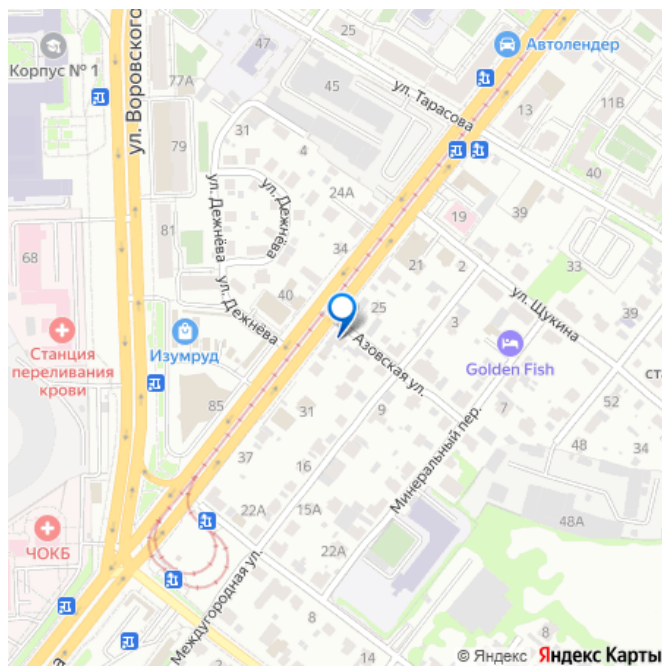 47
25
Автолендер
Корпус № 1
ул. Воровского
77А
45
ул. Тарасова
13
11В
79
31
4
40
ул. Дежнёва
ул. Дежнёва
24А
19
39
81
34
21
2
33
68
40
ул. Дежнёва
25
ул. Щукина
39
Станция
переливания
крови
Изумруд
Азовская ул.
3
Golden Fish
ст
85
31
9
Минеральный пер.
52
37
16
48
34
22А
15А
48А
ЧОКБ
22А
Междугородная ул.
8
8
14
а
© Яндекс Яндекс Карты